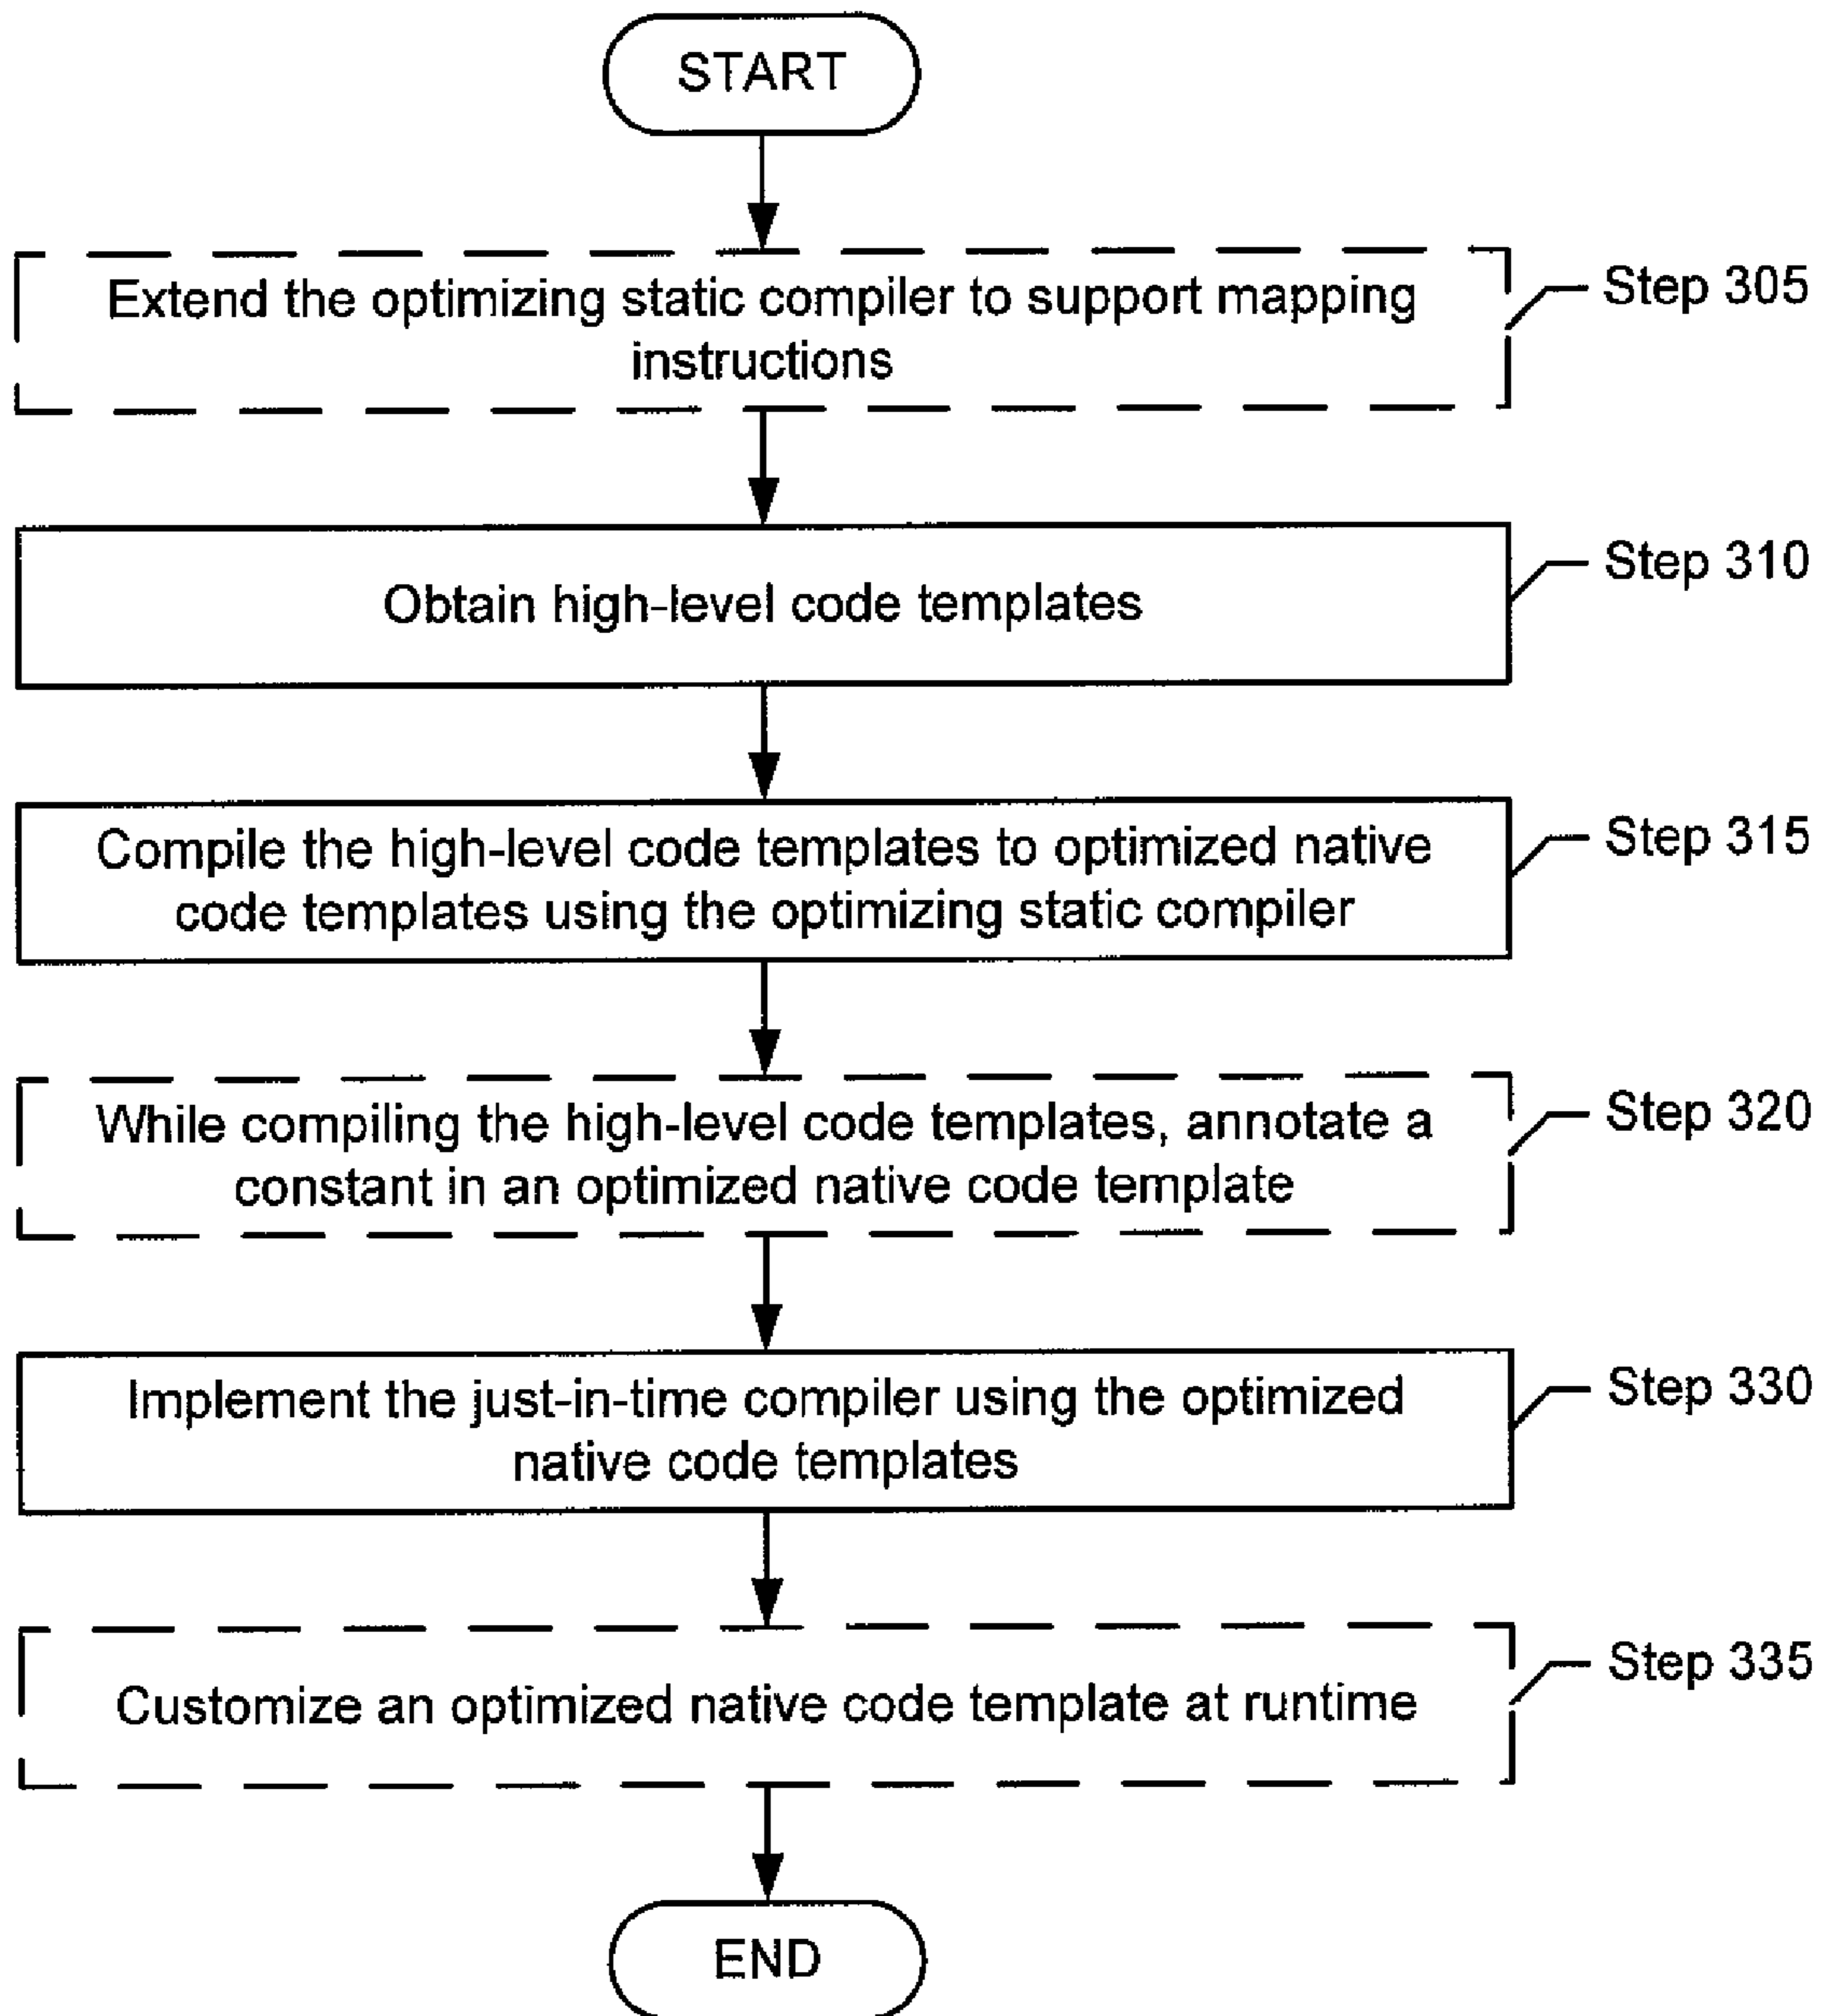 START
Extend the optimizing static compiler to support mapping
instructions
Step 305
Obtain high-level code templates
Step 310
Compile the high-level code templates to optimized native
code templates using the optimizing static compiler
Step 315
While compiling the high-level code templates, annotate a
constant in an optimized native code template
Step 320
Implement the just-in-time compiler using the optimized
native code templates
Step 330
Customize an optimized native code template at runtime
Step 335
END